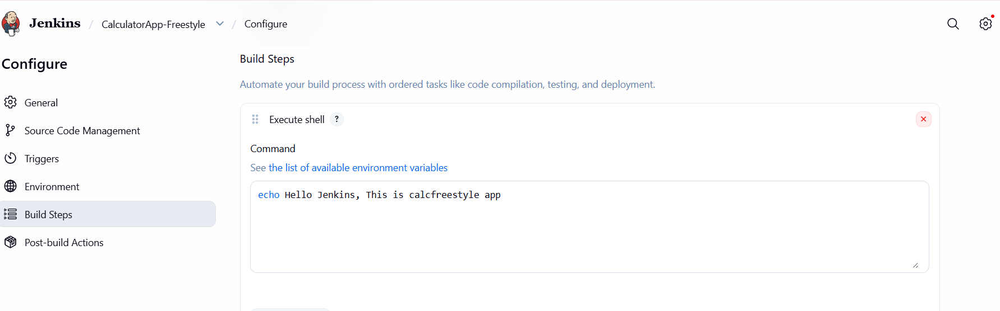 Jenkins / CalculatorApp-Freestyle / Configure
Configure
General
Source Code Management
Triggers
Environment
Build Steps
Post-build Actions
Build Steps
Automate your build process with ordered tasks like code compilation, testing, and deployment.
Execute shell ?
Command
See the list of available environment variables
echo Hello Jenkins, This is calcfreestyle app